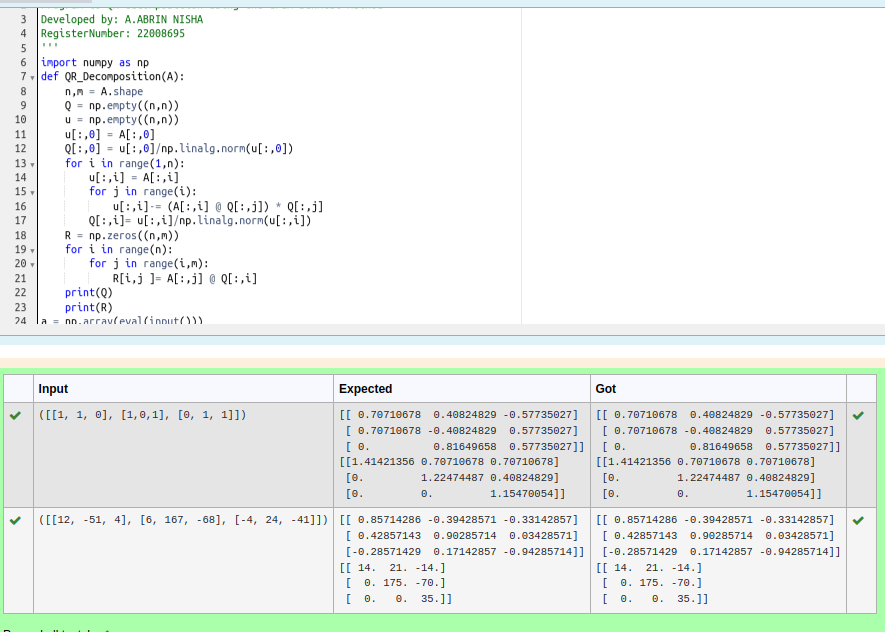 3 Developed by: A.ABRIN NISHA
4 RegisterNumber: 22008695
5 '''
6 import numpy as np
7 def QR_Decomposition(A):
8     n,m = A.shape
9     Q = np.empty((n,n))
10     u = np.empty((n,n))
11     u[:,0] = A[:,0]
12     Q[:,0] = u[:,0]/np.linalg.norm(u[:,0])
13     for i in range(1,n):
14         u[:,i] = A[:,i]
15         for j in range(i):
16             u[:,i]-= (A[:,i] @ Q[:,j]) * Q[:,j]
17         Q[:,i]= u[:,i]/np.linalg.norm(u[:,i])
18     R = np.zeros((n,m))
19     for i in range(n):
20         for j in range(i,m):
21             R[i,j ]= A[:,j] @ Q[:,i]
22     print(Q)
23     print(R)
24 a = np.array(eval(input()))
Input Expected Got
([[1, 1, 0], [1,0,1], [0, 1, 1]]) [[ 0.70710678  0.40824829 -0.57735027] [[ 0.70710678  0.40824829 -0.57735027]
[ 0.70710678 -0.40824829  0.57735027] [ 0.70710678 -0.40824829  0.57735027]
[ 0.          0.81649658  0.57735027]] [ 0.          0.81649658  0.57735027]]
[[1.41421356 0.70710678 0.70710678] [[1.41421356 0.70710678 0.70710678]
[0.         1.22474487 0.40824829] [0.         1.22474487 0.40824829]
[0.         0.         1.15470054]] [0.         0.         1.15470054]]
([[12, -51, 4], [6, 167, -68], [-4, 24, -41]]) [[ 0.85714286 -0.39428571 -0.33142857] [[ 0.85714286 -0.39428571 -0.33142857]
[ 0.42857143  0.90285714  0.03428571] [ 0.42857143  0.90285714  0.03428571]
[-0.28571429  0.17142857 -0.94285714]] [-0.28571429  0.17142857 -0.94285714]]
[[ 14.  21. -14.] [[ 14.  21. -14.]
[  0. 175. -70.] [  0. 175. -70.]
[  0.   0.  35.]] [  0.   0.  35.]]